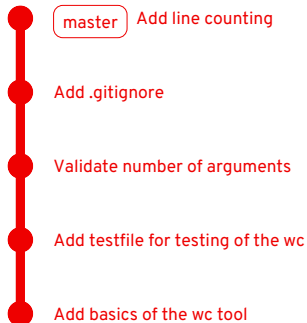 master Add line counting
Add .gitignore
Validate number of arguments
Add testfile for testing of the wc
Add basics of the wc tool